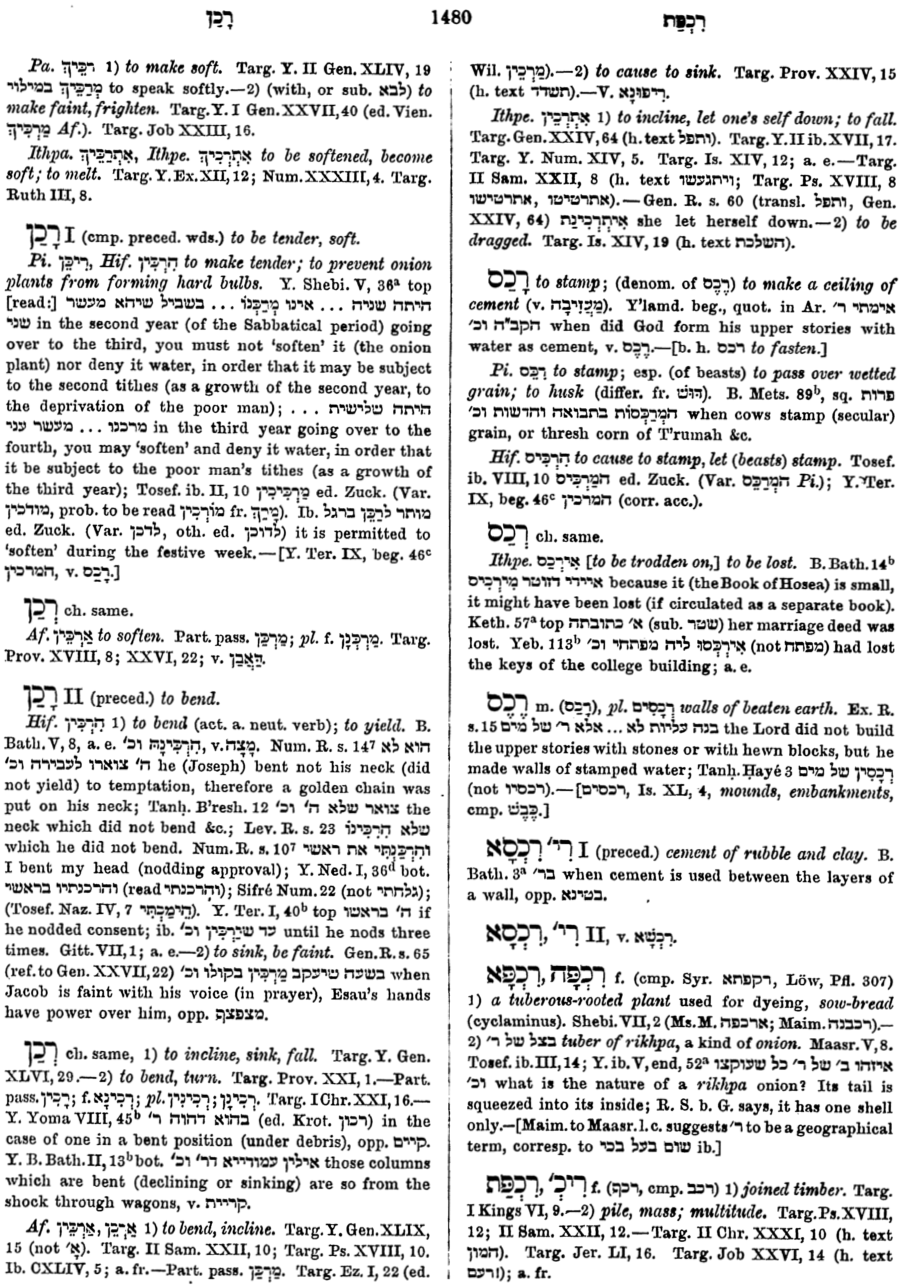 רָכַן
1480
רִכְפַּת
Pa. רַכֵּיךְ 1) to make soft. Targ. Y. II Gen. XLIV, 19
מְרַכֵּיךְ במילוי to speak softly.—2) (with, or sub. לבא) to
make faint, frighten. Targ. Y. I Gen. XXVII, 40 (ed. Vien.
מַרְכֵּיךְ Af.). Targ. Job XXIII, 16.
Ithpa. אִתְרַכֵּיךְ, Ithpe. אִתְרְכֵיךְ to be softened, become
soft; to melt. Targ. Y. Ex. XII, 12; Num. XXXIII, 4. Targ.
Ruth III, 8.
רָכַן I (cmp. preced. wds.) to be tender, soft.
Pi. רִיכֵּן, Hif. הִרְכִּין to make tender; to prevent onion
plants from forming hard bulbs. Y. Shebi. V, 36ᵃ top
[read:] היתה שניה ... אינו מְרַכְּנוֹ ... בשביל שיהא מעשר
שני in the second year (of the Sabbatical period) going
over to the third, you must not ‘soften’ it (the onion
plant) nor deny it water, in order that it may be subject
to the second tithes (as a growth of the second year, to
the deprivation of the poor man); היתה שלישית ...
מרכנו ... מעשר עני in the third year going over to the
fourth, you may ‘soften’ and deny it water, in order that
it be subject to the poor man's tithes (as a growth of
the third year); Tosef. ib. II, 10 מַרְכִּיכִין ed. Zuck. (Var.
מודכין, prob. to be read מוֹרְכִין fr. מָרַךְ). Ib. מותר לרַכֵּן ברגל
ed. Zuck. (Var. לדכן, oth. ed. לדוכן) it is permitted to
‘soften’ during the festive week.—[Y. Ter. IX, beg. 46ᶜ
המרכין, v. רָכַס.]
רְכַן ch. same.
Af. אַרְכֵּין to soften. Part. pass. מַרְכַּן; pl. f. מַרְכְּנָן. Targ.
Prov. XVIII, 8; XXVI, 22; v. דַּאֲבַן.
רָכַן II (preced.) to bend.
Hif. הִרְכִּין 1) to bend (act. a. neut. verb); to yield. B.
Bath. V, 8, a. e. הִרְכִּינָהּ וכ׳, v. מָצָה. Num. R. s. 14⁷ הוא לא
ה׳ צוארו לעבירה וכ׳ he (Joseph) bent not his neck (did
not yield) to temptation, therefore a golden chain was
put on his neck; Tanḥ. B'resh. 12 צואר שלא ה׳ וכ׳ the
neck which did not bend &c.; Lev. R. s. 23 שלא הִרְכִּינוֹ
which he did not bend. Num. R. s. 10⁷ וְהִרְכַּנְתִּי את ראשי
I bent my head (nodding approval); Y. Ned. I, 36ᵈ bot.
והרכנתיו בראשי (read והִרכנתי); Sifré Num. 22 (not גלחתי);
(Tosef. Naz. IV, 7 הֵימַכְתִּי). Y. Ter. I, 40ᵇ top ה׳ בראשו if
he nodded consent; ib. עד שיַּרְכִּין וכ׳ until he nods three
times. Gitt. VII, 1; a. e.—2) to sink, be faint. Gen. R. s. 65
(ref. to Gen. XXVII, 22) בשעה שיעקב מַרְכִּין בקולו וכ׳ when
Jacob is faint with his voice (in prayer), Esau's hands
have power over him, opp. מצפצף.
רְכַן ch. same, 1) to incline, sink, fall. Targ. Y. Gen.
XLVI, 29.—2) to bend, turn. Targ. Prov. XXI, 1.—Part.
pass. רְכִין; f. רְכִינָא; pl. רְכִינִין; רְכִינָן. Targ. I Chr. XXI, 16.—
Y. Yoma VIII, 45ᵇ בהוא דהוה ר׳ (ed. Krot. רכון) in the
case of one in a bent position (under debris), opp. קיים.
Y. B. Bath. II, 13ᵇ bot. אילין עמודייא דר׳ וכ׳ those columns
which are bent (declining or sinking) are so from the
shock through wagons, v. קרייית.
Af. אַרְכֵּן, אַרְכֵּין 1) to bend, incline. Targ. Y. Gen. XLIX,
15 (not אָ׳). Targ. II Sam. XXII, 10; Targ. Ps. XVIII, 10.
Ib. CXLIV, 5; a. fr.—Part. pass. מַרְכַּן. Targ. Ez. I, 22 (ed.
Wil. מַרְכִין).—2) to cause to sink. Targ. Prov. XXIV, 15
(h. text תשדד).—V. רִיפּוּנָא.
Ithpe. אִתְרְכֵין 1) to incline, let one's self down; to fall.
Targ. Gen. XXIV, 64 (h. text ותפל). Targ. Y. II ib. XVII, 17.
Targ. Y. Num. XIV, 5. Targ. Is. XIV, 12; a. e.—Targ.
II Sam. XXII, 8 (h. text ויתגעשו; Targ. Ps. XVIII, 8
אתרטיטו, אתרטישו).—Gen. R. s. 60 (transl. ותפל, Gen.
XXIV, 64) אִיתְרְכִינַת she let herself down.—2) to be
dragged. Targ. Is. XIV, 19 (h. text השלכת).
רָכַס to stamp; (denom. of רֶכֶס) to make a ceiling of
cement (v. מַעֲזִיבָה). Y'lamd. beg., quot. in Ar. אימתי ר׳
הקב״ה וכ׳ when did God form his upper stories with
water as cement, v. רֶכֶס.—[b. h. רכס to fasten.]
Pi. רִכֵּס to stamp; esp. (of beasts) to pass over wetted
grain; to husk (differ. fr. דּוּשׁ). B. Mets. 89ᵇ, sq. פרות
הַמְרַכְּסוֹת בתבואה והדשות וכ׳ when cows stamp (secular)
grain, or thresh corn of T'rumah &c.
Hif. הִרְכִּיס to cause to stamp, let (beasts) stamp. Tosef.
ib. VIII, 10 הַמַּרְכִּיס ed. Zuck. (Var. הַמְרַכֵּס Pi.); Y. Ter.
IX, beg. 46ᶜ המרכין (corr. acc.).
רְכַס ch. same.
Ithpe. אִירְכַס [to be trodden on,] to be lost. B. Bath. 14ᵇ
איידי דזוטר מִירְכִיס because it (the Book of Hosea) is small,
it might have been lost (if circulated as a separate book).
Keth. 57ᵃ top א׳ כתובתה (sub. שטר) her marriage deed was
lost. Yeb. 113ᵇ אִירְכְסוּ ליה מפתחי וכ׳ (not מפתח) had lost
the keys of the college building; a. e.
רֶכֶס m. (רָכַס), pl. רְכָסִים walls of beaten earth. Ex. R.
s. 15 בנה עליות לא ... אלא ר׳ של מים the Lord did not build
the upper stories with stones or with hewn blocks, but he
made walls of stamped water; Tanḥ. Ḥayé 3 רְכָסִין של מים
(not רכסיו).—[רכסים, Is. XL, 4, mounds, embankments,
cmp. כֶּבֶשׁ.]
רִכְסָא, רִי׳ I (preced.) cement of rubble and clay. B.
Bath. 3ᵃ בר׳ when cement is used between the layers of
a wall, opp. בטינא.
רִכְסָא, רִי׳ II, v. רִכְשָׁא.
רִכְפָּה, רִכְפָּא f. (cmp. Syr. רקפתא, Löw, Pfl. 307)
1) a tuberous-rooted plant used for dyeing, sow-bread
(cyclaminus). Shebi. VII, 2 (Ms. M. ארכפה; Maim. רכבנה).—
2) בצל של ר׳ tuber of rikhpa, a kind of onion. Maasr. V, 8.
Tosef. ib. III, 14; Y. ib. V, end, 52ᵃ איזהו ב׳ של ר׳ כל שעוקצו
וכ׳ what is the nature of a rikhpa onion? Its tail is
squeezed into its inside; R. S. b. G. says, it has one shell
only.—[Maim. to Maasr. l. c. suggests ר׳ to be a geographical
term, corresp. to שום בעל בכי ib.]
רִכְפַּת, רִיכְ׳ f. (רכף, cmp. רכב) 1) joined timber. Targ.
I Kings VI, 9.—2) pile, mass; multitude. Targ. Ps. XVIII,
12; II Sam. XXII, 12.—Targ. II Chr. XXXI, 10 (h. text
המון). Targ. Jer. LI, 16. Targ. Job XXVI, 14 (h. text
ורעם); a. fr.